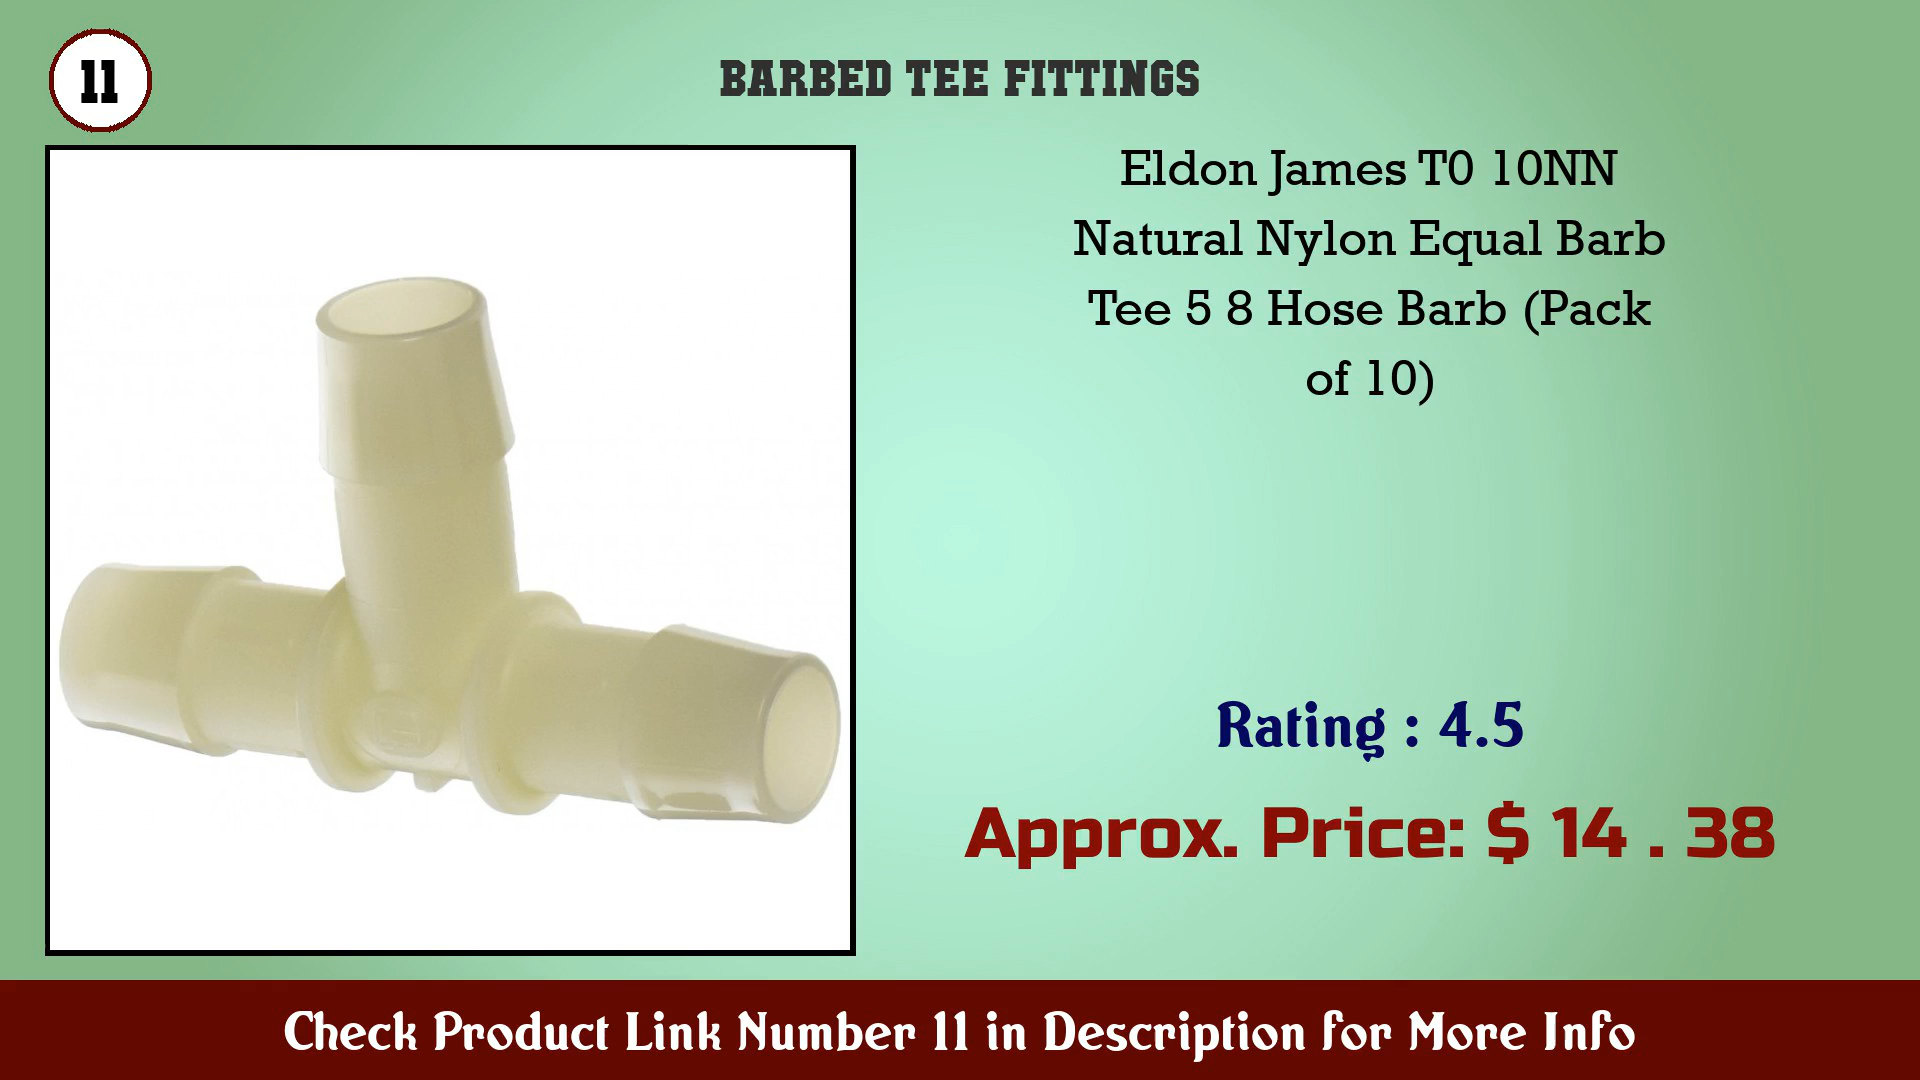 11
BARBED TEE FITTINGS
Eldon James T0 10NN
Natural Nylon Equal Barb
Tee 5 8 Hose Barb (Pack
of 10)
Rating : 4.5
Approx. Price: $ 14 . 38
Check Product Link Number 11 in Description for More Info